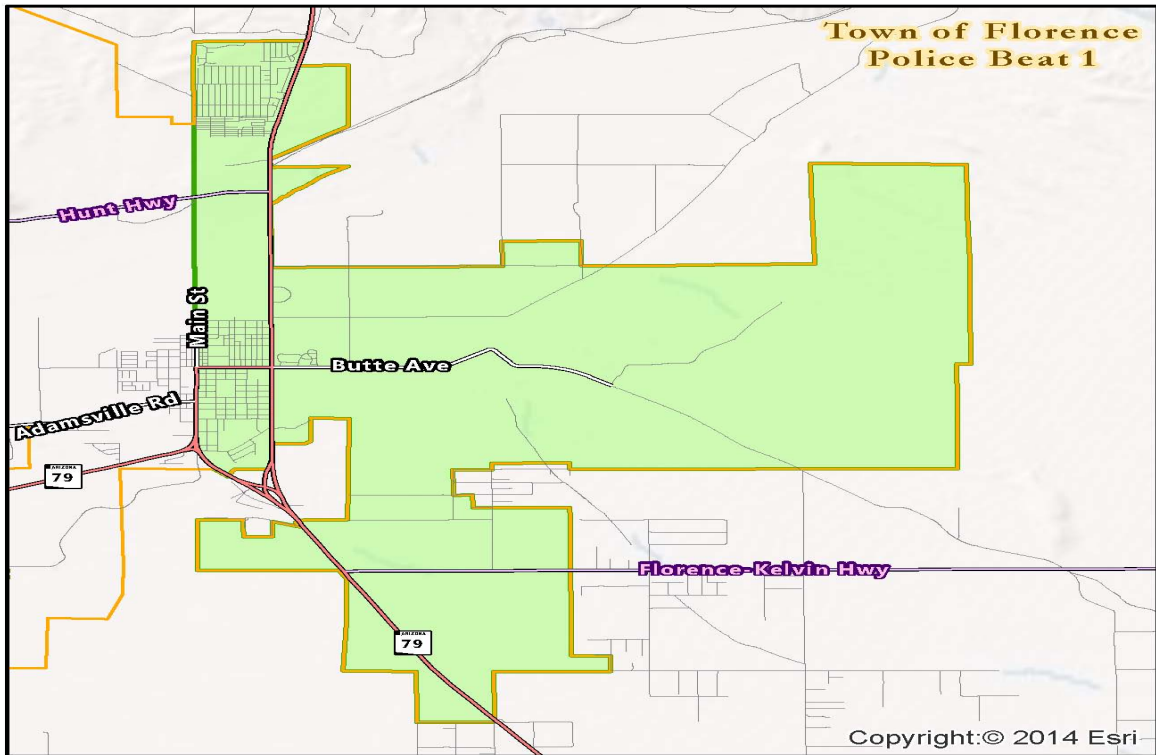 Town of Florence
Police Beat 1
Hunt Hwy
Main St
Butte Ave
Adamsville Rd
ARIZONA
79
Florence-Kelvin Hwy
ARIZONA
79
Copyright:© 2014 Esri